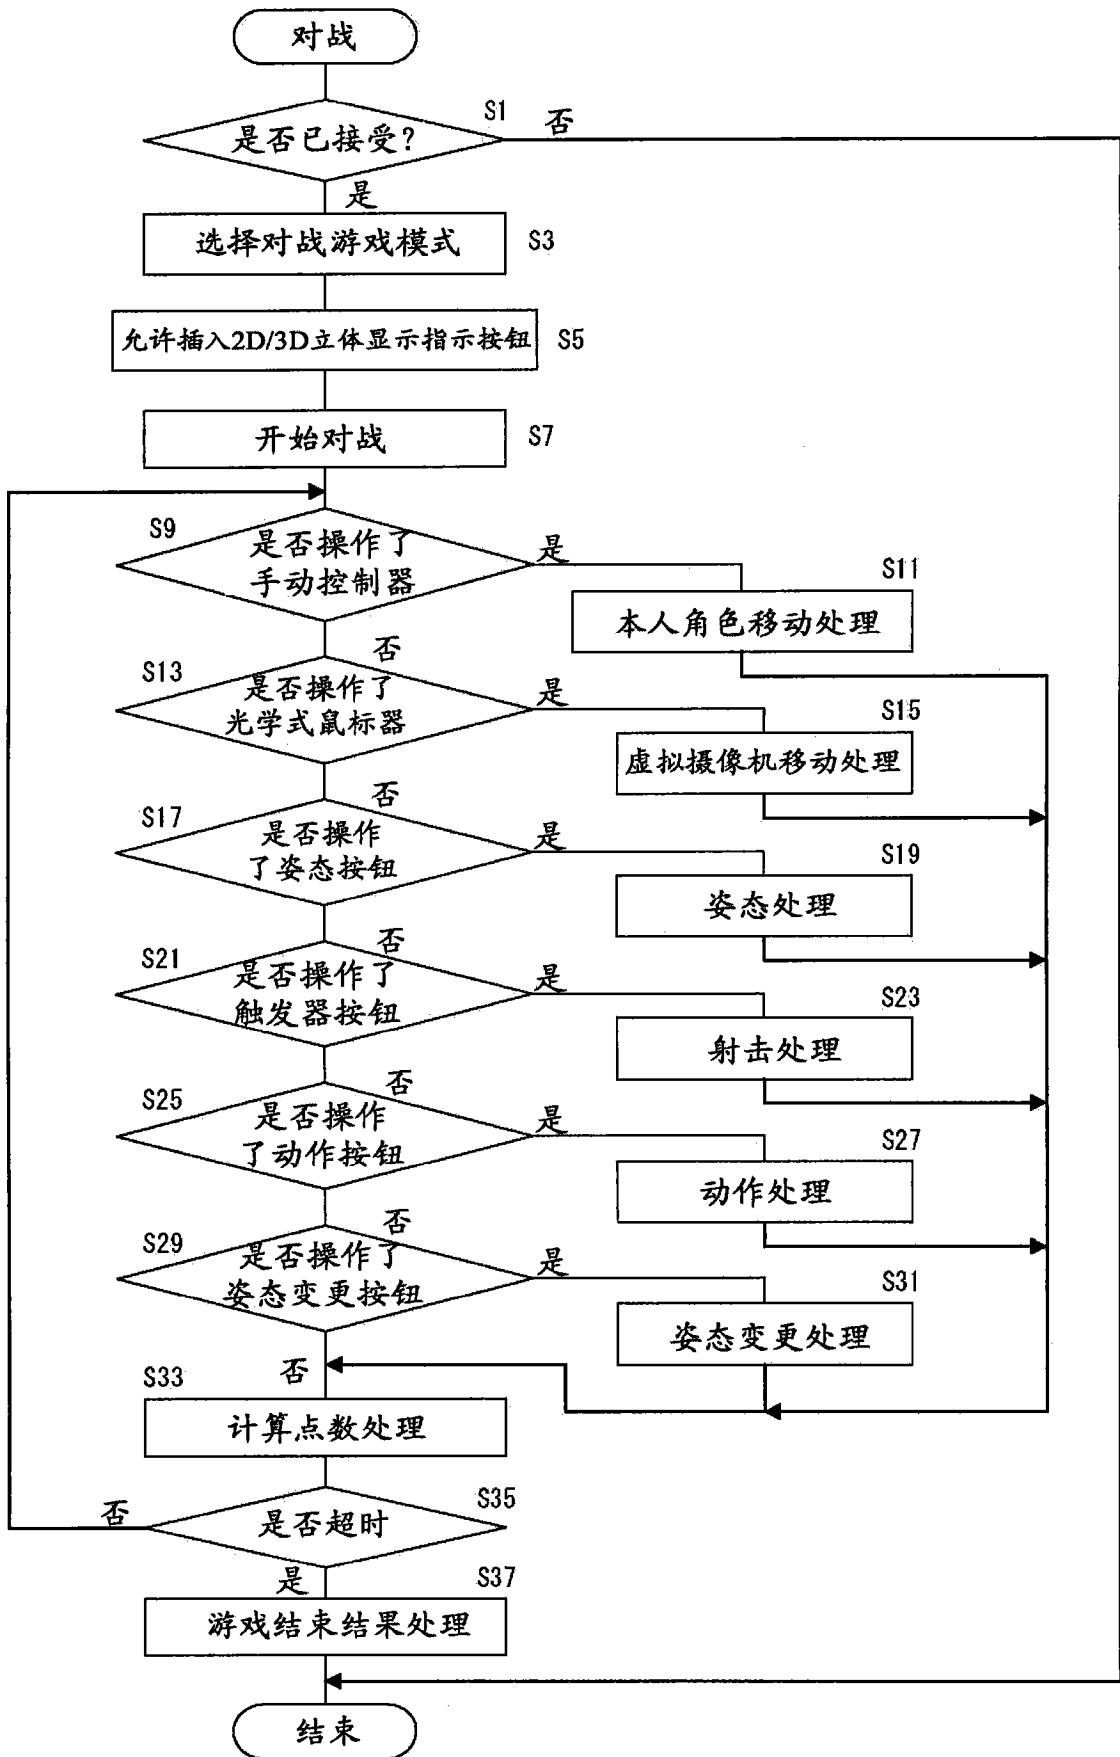 对战
S1
否
是否已接受?
是
选择对战游戏模式
S3
允许插入2D/3D立体显示指示按钮
S5
开始对战
S7
S9
是否操作了
手动控制器
是
S11
本人角色移动处理
否
S13
是否操作了
光学式鼠标器
是
S15
虚拟摄像机移动处理
否
S17
是否操作
了姿态按钮
是
S19
姿态处理
否
S21
是否操作了
触发器按钮
是
S23
射击处理
否
S25
是否操作
了动作按钮
是
S27
动作处理
否
S29
是否操作了
姿态变更按钮
是
S31
姿态变更处理
否
S33
计算点数处理
否
S35
是否超时
是
S37
游戏结束结果处理
结束